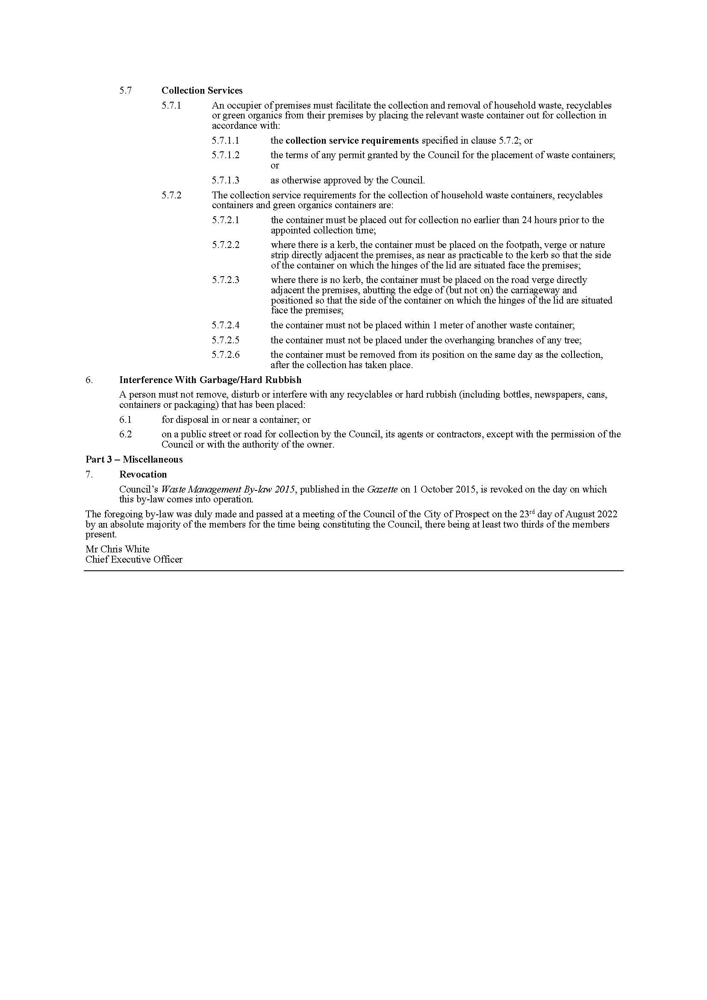 5.7 Collection Services
5.7.1 An occupier of premises must facilitate the collection and removal of household waste, recyclables
or green organics from their premises by placing the relevant waste container out for collection in
accordance with:
5.7.1.1 the collection service requirements specified in clause 5.7.2; or
5.7.1.2 the terms of any permit granted by the Council for the placement of waste containers;
or
5.7.1.3 as otherwise approved by the Council.
5.7.2 The collection service requirements for the collection of household waste containers, recyclables
containers and green organics containers are:
5.7.2.1 the container must be placed out for collection no earlier than 24 hours prior to the
appointed collection time;
5.7.2.2 where there is a kerb, the container must be placed on the footpath, verge or nature
strip directly adjacent the premises, as near as practicable to the kerb so that the side
of the container on which the hinges of the lid are situated face the premises;
5.7.2.3 where there is no kerb, the container must be placed on the road verge directly
adjacent the premises, abutting the edge of (but not on) the carriageway and
positioned so that the side of the container on which the hinges of the lid are situated
face the premises;
5.7.2.4 the container must not be placed within 1 meter of another waste container;
5.7.2.5 the container must not be placed under the overhanging branches of any tree;
5.7.2.6 the container must be removed from its position on the same day as the collection,
after the collection has taken place.
6. Interference With Garbage/Hard Rubbish
A person must not remove, disturb or interfere with any recyclables or hard rubbish (including bottles, newspapers, cans,
containers or packaging) that has been placed:
6.1 for disposal in or near a container; or
6.2 on a public street or road for collection by the Council, its agents or contractors, except with the permission of the
Council or with the authority of the owner.
Part 3 – Miscellaneous
7. Revocation
Council’s Waste Management By-law 2015, published in the Gazette on 1 October 2015, is revoked on the day on which
this by-law comes into operation.
The foregoing by-law was duly made and passed at a meeting of the Council of the City of Prospect on the 23rd day of August 2022
by an absolute majority of the members for the time being constituting the Council, there being at least two thirds of the members
present.
Mr Chris White
Chief Executive Officer